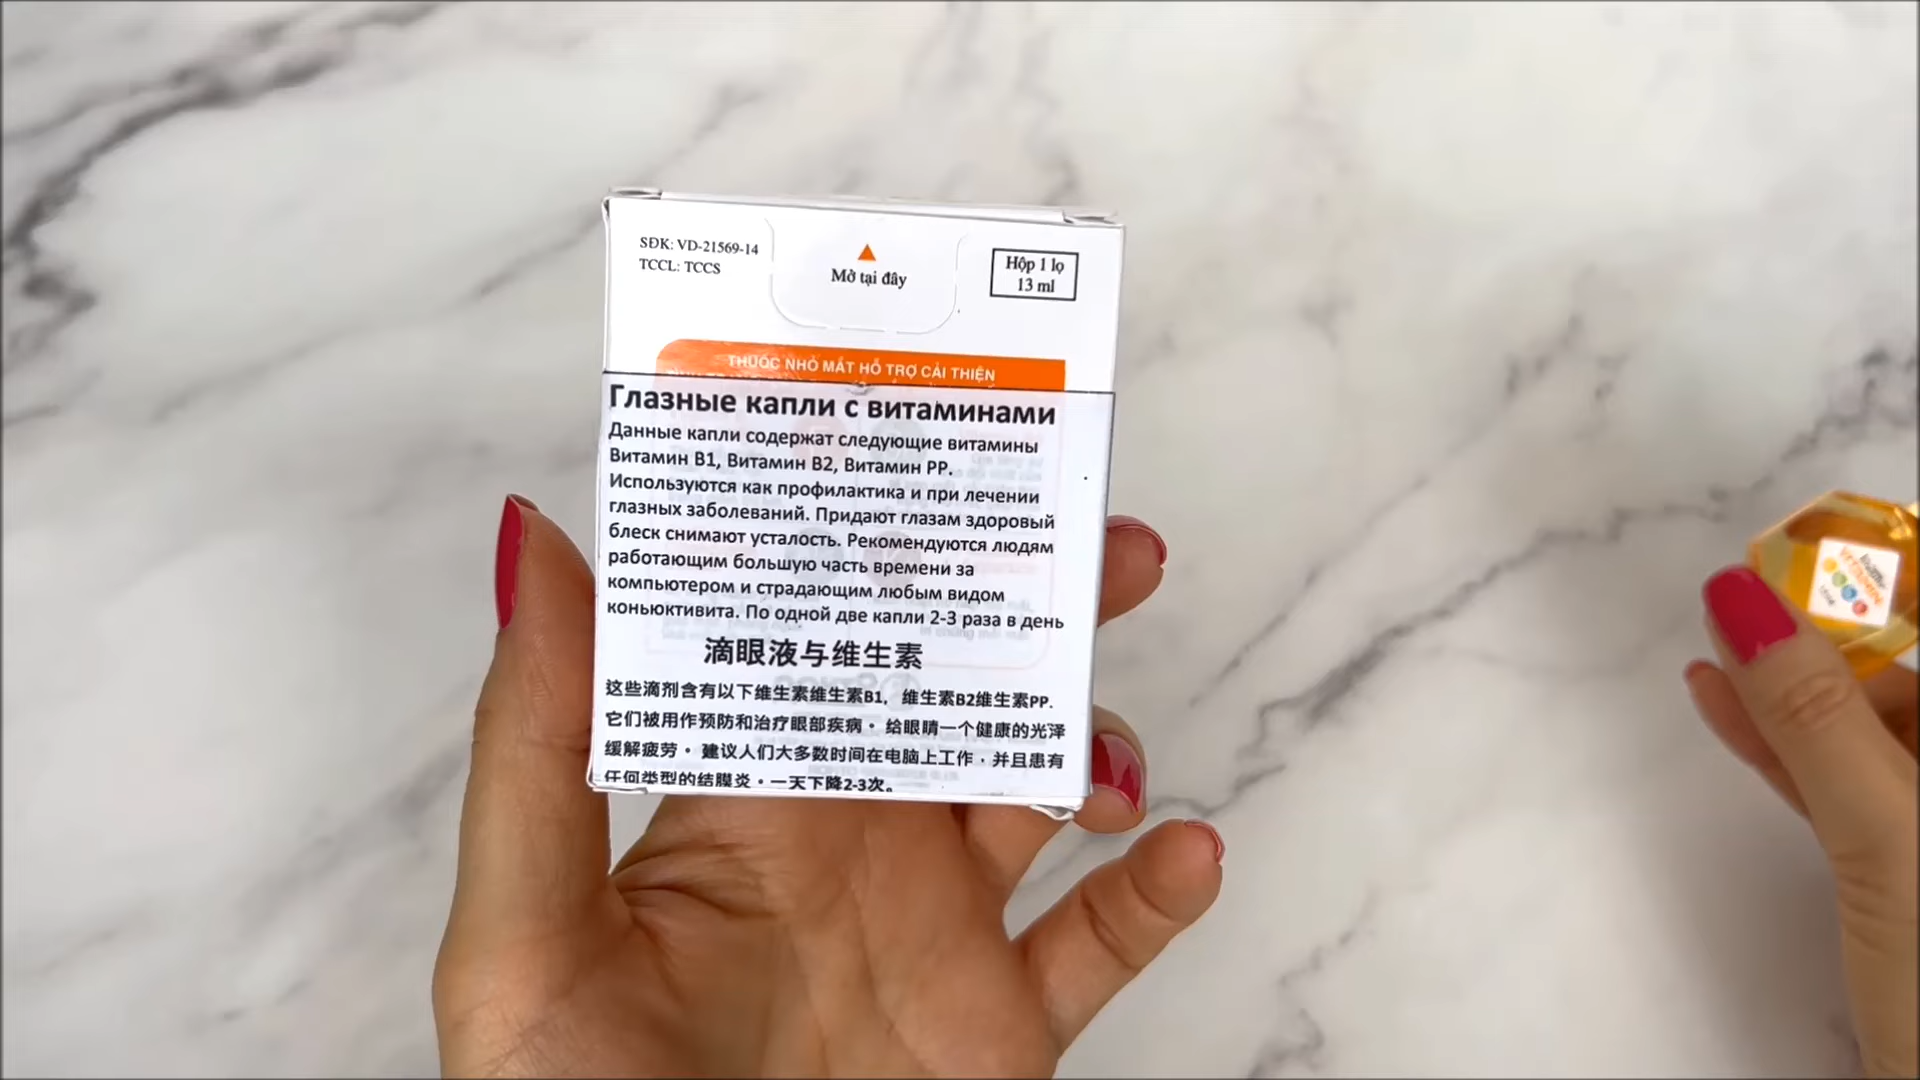 SĐK: VD-21569-14
TCCL: TCCS
Mở tại đây
Hộp 1 lọ
13 ml
THUỐC NHỎ MẮT HỖ TRỢ CẢI THIỆN
Глазные капли с витаминами
Данные капли содержат следующие витамины
Витамин В1, Витамин В2, Витамин РР.
Используются как профилактика и при лечении
глазных заболеваний. Придают глазам здоровый
блеск снимают усталость. Рекомендуются людям
работающим большую часть времени за
компьютером и страдающим любым видом
коньюктивита. По одной две капли 2-3 раза в день
滴眼液与维生素
这些滴剂含有以下维生素维生素B1, 维生素B2维生素PP.
它们被用作预防和治疗眼部疾病。 给眼睛一个健康的光泽
缓解疲劳。 建议人们大多数时间在电脑上工作,并且患有
任何类型的结膜炎。一天下降2-3次。